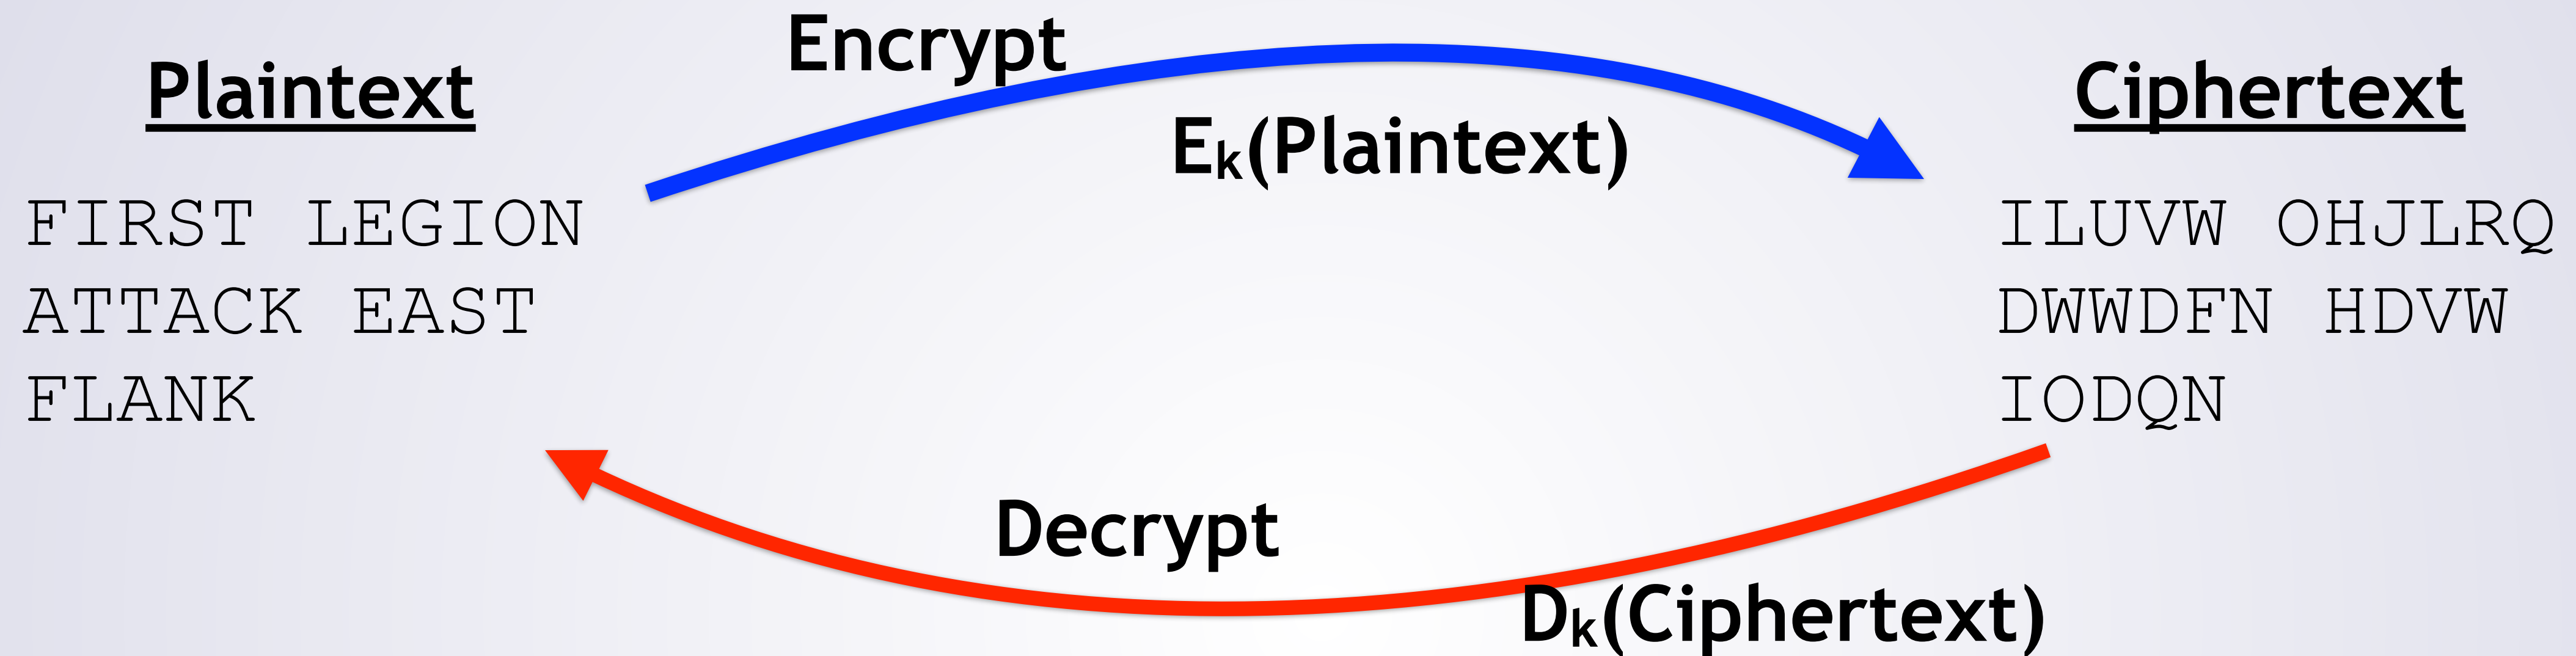 Plaintext
FIRST LEGION
ATTACK EAST
FLANK
Encrypt
Eₖ(Plaintext)
Ciphertext
ILUVW OHJLRQ
DWWDFN HDVW
IODQN
Decrypt
Dₖ(Ciphertext)